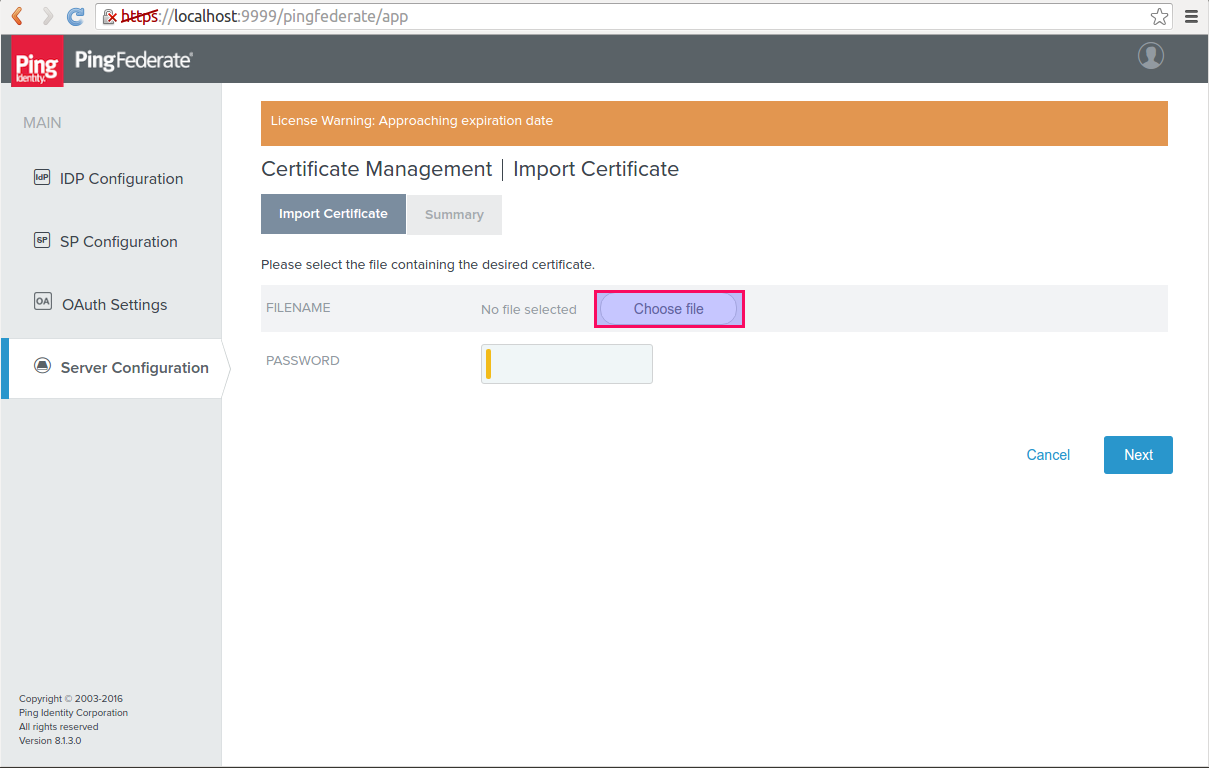 https://localhost:9999/pingfederate/app
Ping
Identity.
PingFederate®
MAIN
IdP IDP Configuration
SP SP Configuration
OA OAuth Settings
Server Configuration
License Warning: Approaching expiration date
Certificate Management | Import Certificate
Import Certificate Summary
Please select the file containing the desired certificate.
FILENAME No file selected Choose file
PASSWORD
Cancel Next
Copyright © 2003-2016
Ping Identity Corporation
All rights reserved
Version 8.1.3.0